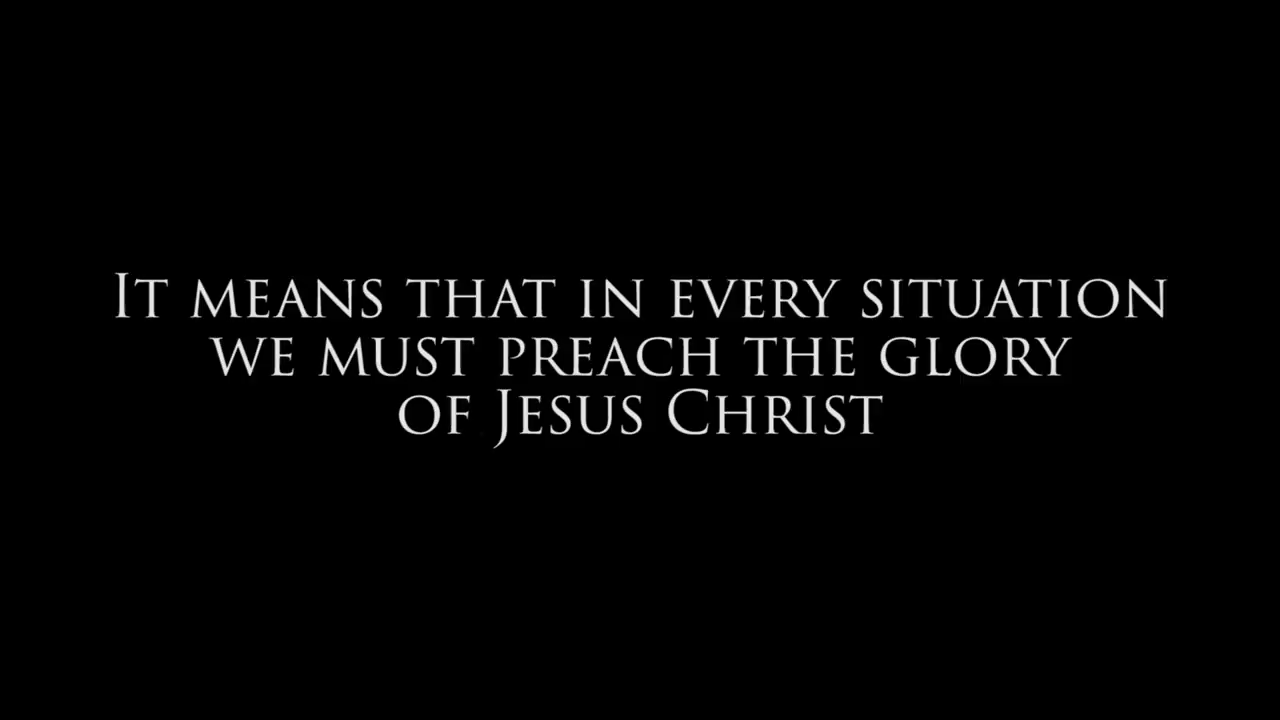 It means that in every situation
we must preach the glory
of Jesus Christ